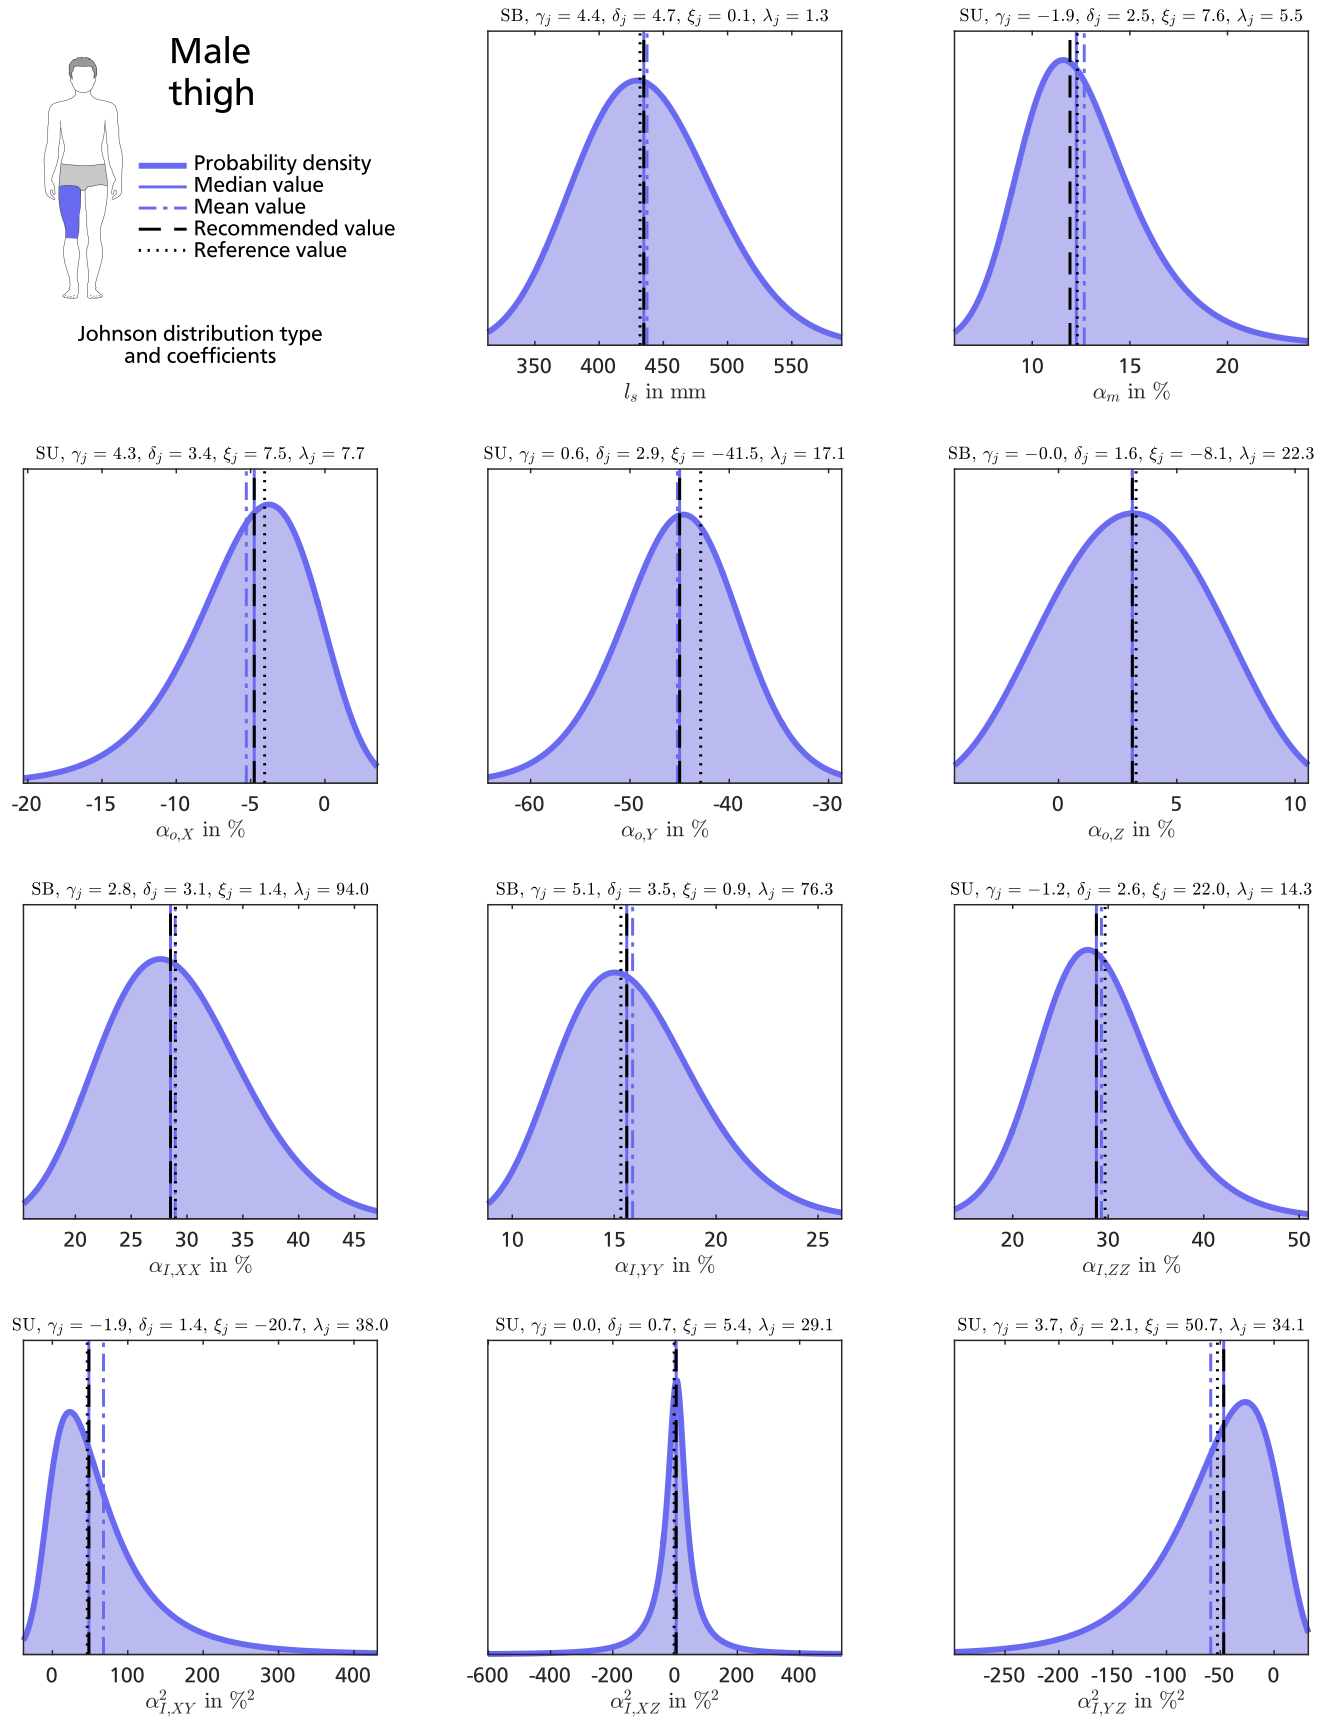 Male
thigh
Probability density
Median value
Mean value
Recommended value
Reference value
Johnson distribution type
and coefficients
SB, γj = 4.4, δj = 4.7, ξj = 0.1, λj = 1.3
350 400 450 500 550
ls in mm
SU, γj = −1.9, δj = 2.5, ξj = 7.6, λj = 5.5
10 15 20
αm in %
SU, γj = 4.3, δj = 3.4, ξj = 7.5, λj = 7.7
-20 -15 -10 -5 0
αo,X in %
SU, γj = 0.6, δj = 2.9, ξj = −41.5, λj = 17.1
-60 -50 -40 -30
αo,Y in %
SB, γj = −0.0, δj = 1.6, ξj = −8.1, λj = 22.3
0 5 10
αo,Z in %
SB, γj = 2.8, δj = 3.1, ξj = 1.4, λj = 94.0
20 25 30 35 40 45
αI,XX in %
SB, γj = 5.1, δj = 3.5, ξj = 0.9, λj = 76.3
10 15 20 25
αI,YY in %
SU, γj = −1.2, δj = 2.6, ξj = 22.0, λj = 14.3
20 30 40 50
αI,ZZ in %
SU, γj = −1.9, δj = 1.4, ξj = −20.7, λj = 38.0
0 100 200 300 400
α²I,XY in %²
SU, γj = 0.0, δj = 0.7, ξj = 5.4, λj = 29.1
-600 -400 -200 0 200 400
α²I,XZ in %²
SU, γj = 3.7, δj = 2.1, ξj = 50.7, λj = 34.1
-250 -200 -150 -100 -50 0
α²I,YZ in %²